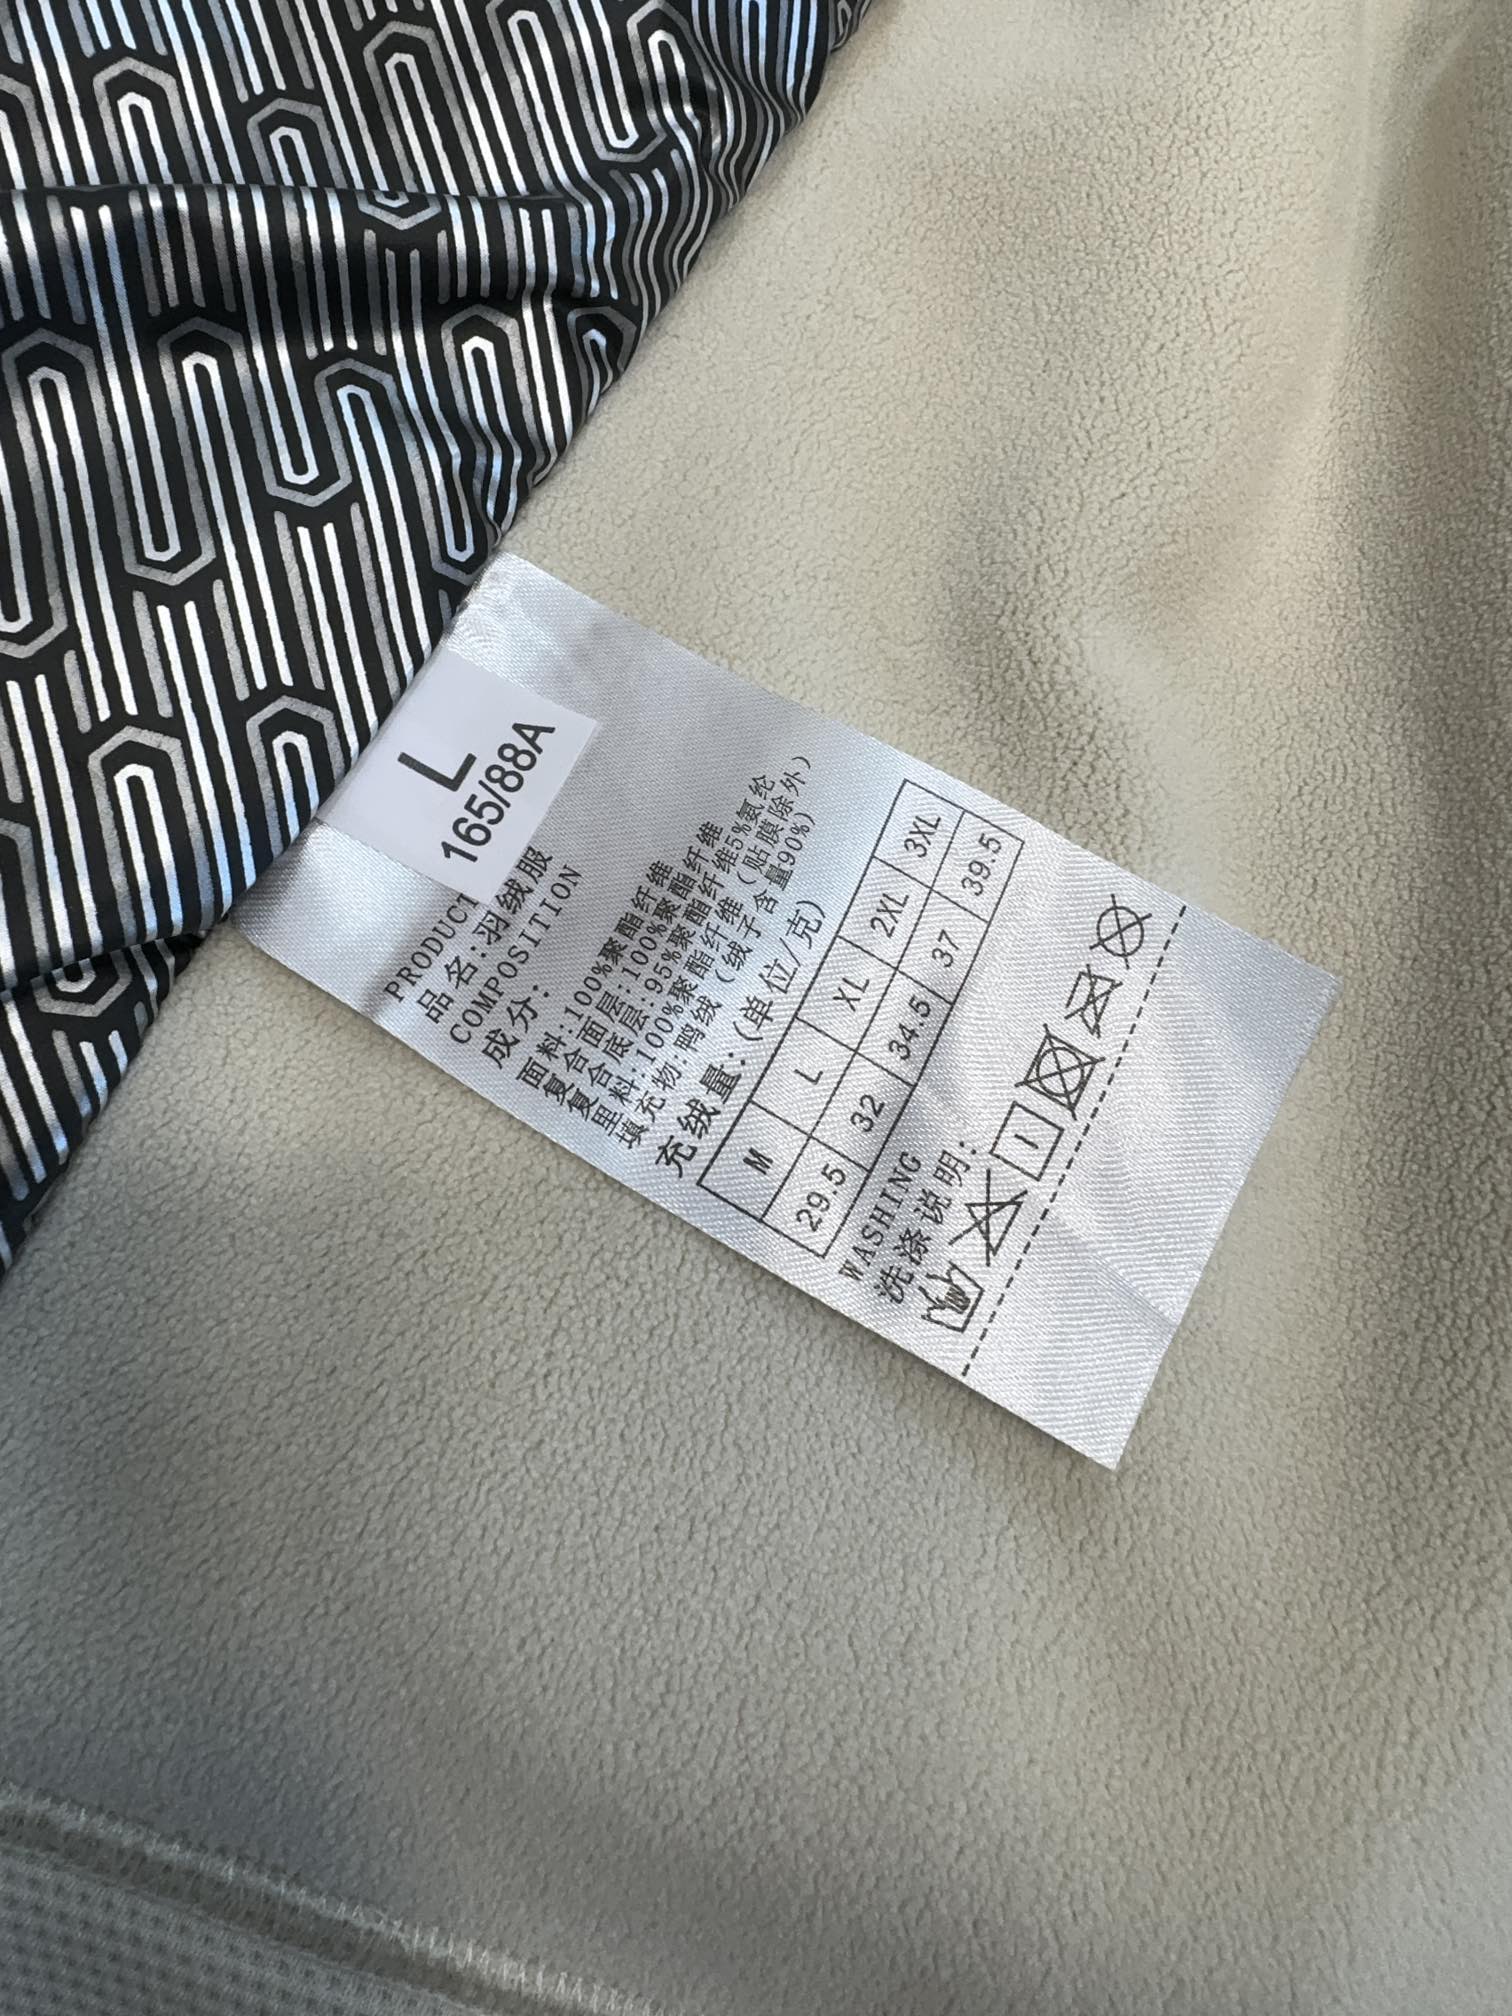 L
165/88A
PRODUCT
品名:羽绒服
COMPOSITION
成分:
面料:100%聚酯纤维
复合面层:100%聚酯纤维
复合底层:95%聚酯纤维5%氨纶
里料:100%聚酯纤维(贴膜除外)
填充物:鸭绒(绒子含量90%)
充绒量:(单位/克)
M L XL 2XL 3XL
29.5 32 34.5 37 39.5
WASHING
洗涤说明: